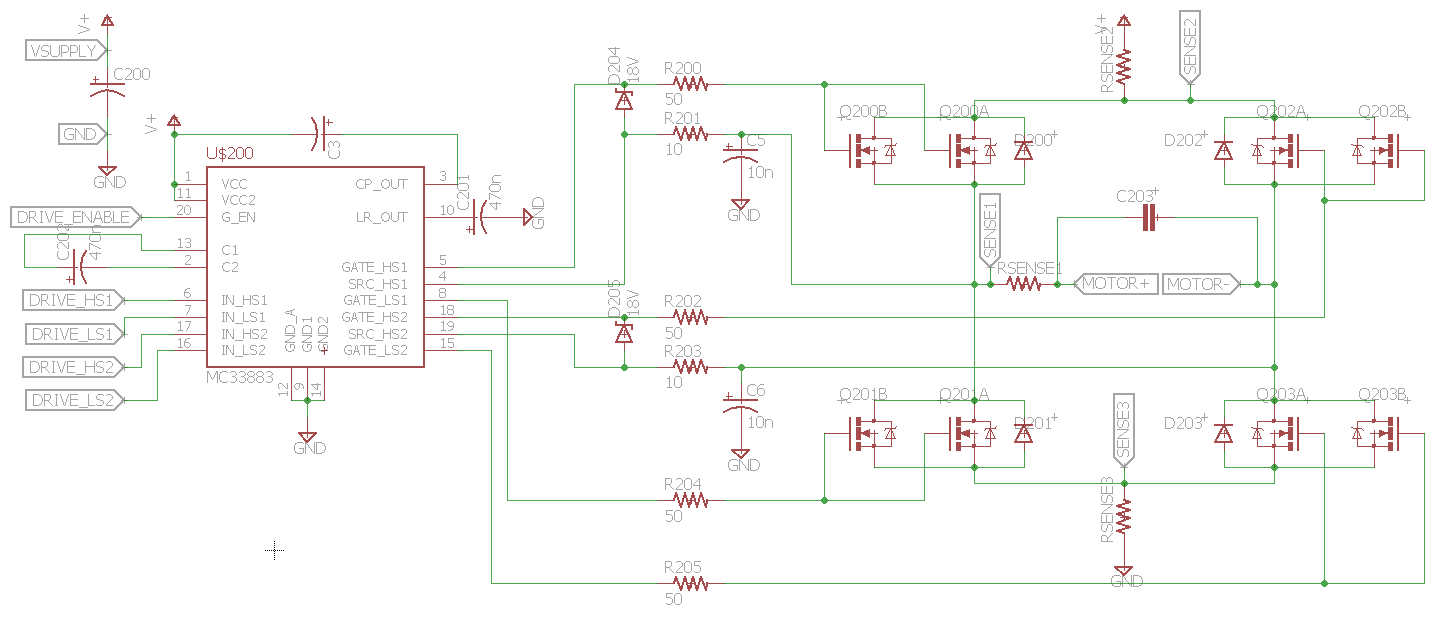 V+
VSUPPLY
C200
GND
GND
V+
C3
U$200
1
VCC
11
VCC2
20
G_EN
13
C1
2
C2
6
IN_HS1
7
IN_LS1
17
IN_HS2
16
IN_LS2
CP_OUT
3
LR_OUT
10
GATE_HS1
5
SRC_HS1
4
GATE_LS1
8
GATE_HS2
18
SRC_HS2
19
GATE_LS2
15
GND_A
GND1
GND2
12
9
14
MC33883
GND
DRIVE_ENABLE
C202
470n
DRIVE_HS1
DRIVE_LS1
DRIVE_HS2
DRIVE_LS2
C201
470n
GND
D204
18V
R200
50
R201
10
C5
10n
GND
D205
18V
R202
50
R203
10
C6
10n
GND
R204
50
R205
50
Q200B
Q200A
D200
V+
RSENSE2
SENSE2
D202
Q202A
Q202B
SENSE1
RSENSE1
C203
MOTOR+
MOTOR-
Q201B
Q201A
D201
SENSE3
RSENSE3
GND
D203
Q203A
Q203B